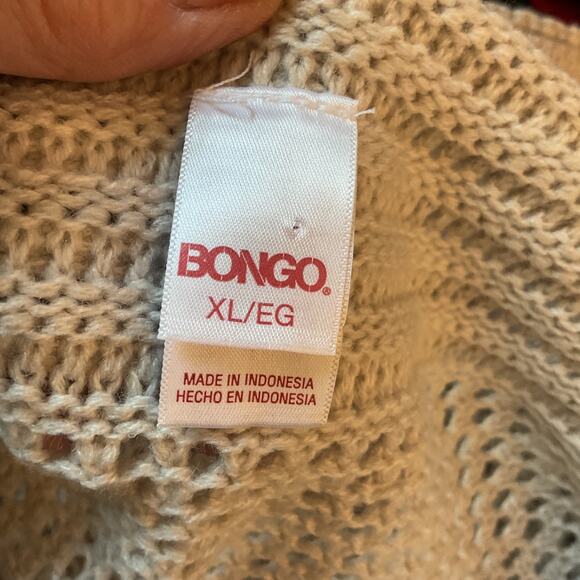 BONGO®
XL/EG
MADE IN INDONESIA
HECHO EN INDONESIA